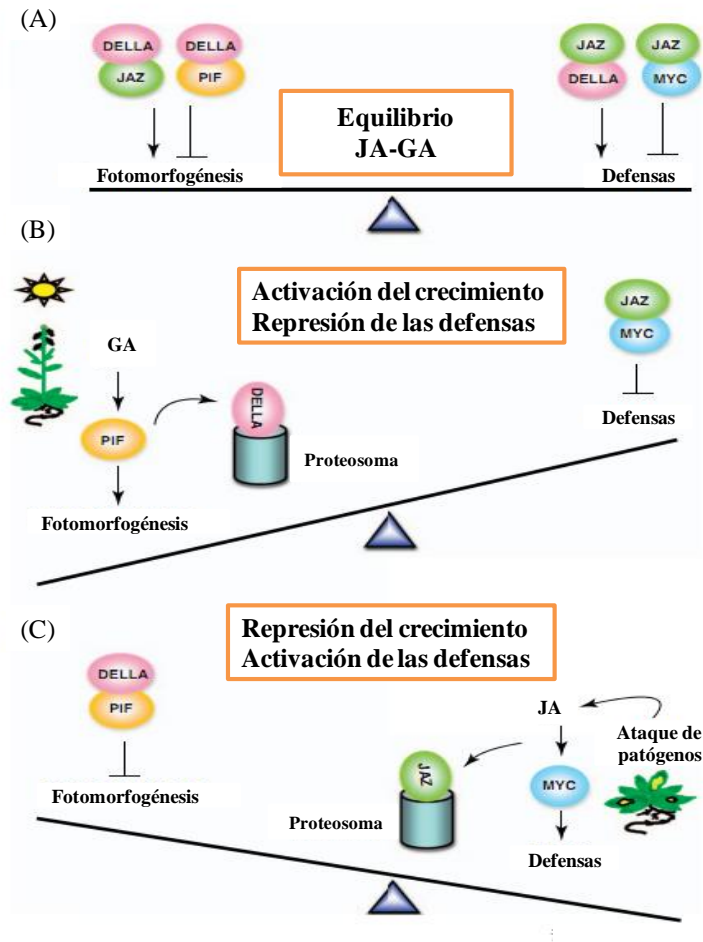 (A)
DELLA
JAZ
DELLA
PIF
Fotomorfogénesis
Equilibrio
JA-GA
JAZ
DELLA
JAZ
MYC
Defensas
(B)
Activación del crecimiento
Represión de las defensas
GA
PIF
Fotomorfogénesis
DELLA
Proteosoma
JAZ
MYC
Defensas
(C)
Represión del crecimiento
Activación de las defensas
DELLA
PIF
Fotomorfogénesis
JA
Ataque de
patógenos
JAZ
Proteosoma
MYC
Defensas